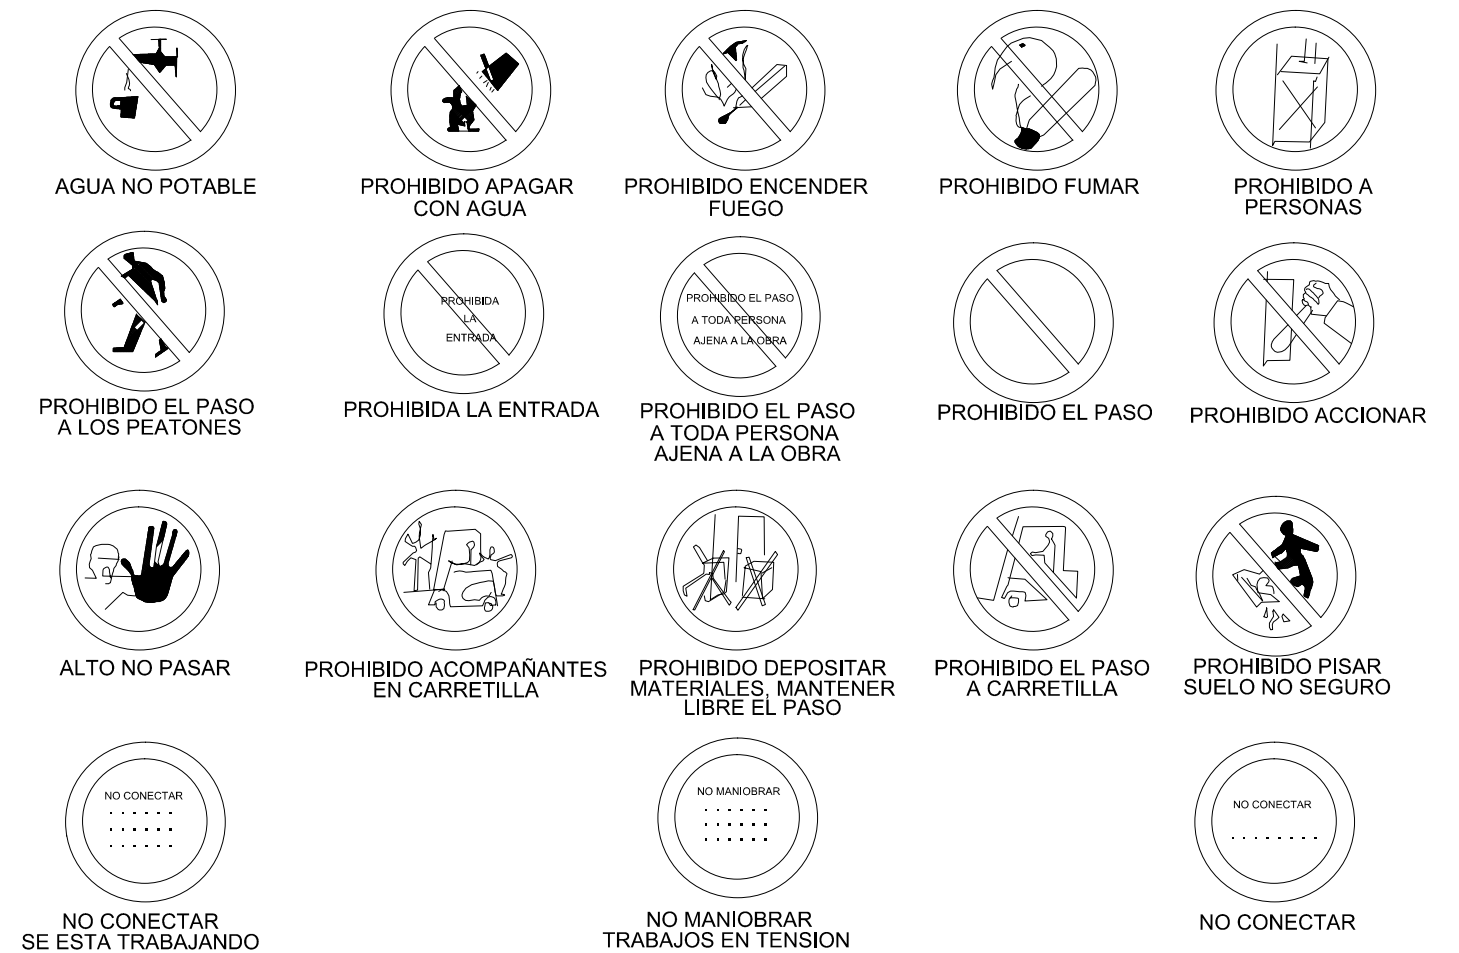 AGUA NO POTABLE
PROHIBIDO APAGAR
CON AGUA
PROHIBIDO ENCENDER
FUEGO
PROHIBIDO FUMAR
PROHIBIDO A
PERSONAS
PROHIBIDO EL PASO
A LOS PEATONES
PROHIBIDA
LA
ENTRADA
PROHIBIDA LA ENTRADA
PROHIBIDO EL PASO
A TODA PERSONA
AJENA A LA OBRA
PROHIBIDO EL PASO
A TODA PERSONA
AJENA A LA OBRA
PROHIBIDO EL PASO
PROHIBIDO ACCIONAR
ALTO NO PASAR
PROHIBIDO ACOMPAÑANTES
EN CARRETILLA
PROHIBIDO DEPOSITAR
MATERIALES, MANTENER
LIBRE EL PASO
PROHIBIDO EL PASO
A CARRETILLA
PROHIBIDO PISAR
SUELO NO SEGURO
NO CONECTAR
NO CONECTAR
SE ESTA TRABAJANDO
NO MANIOBRAR
NO MANIOBRAR
TRABAJOS EN TENSION
NO CONECTAR
NO CONECTAR